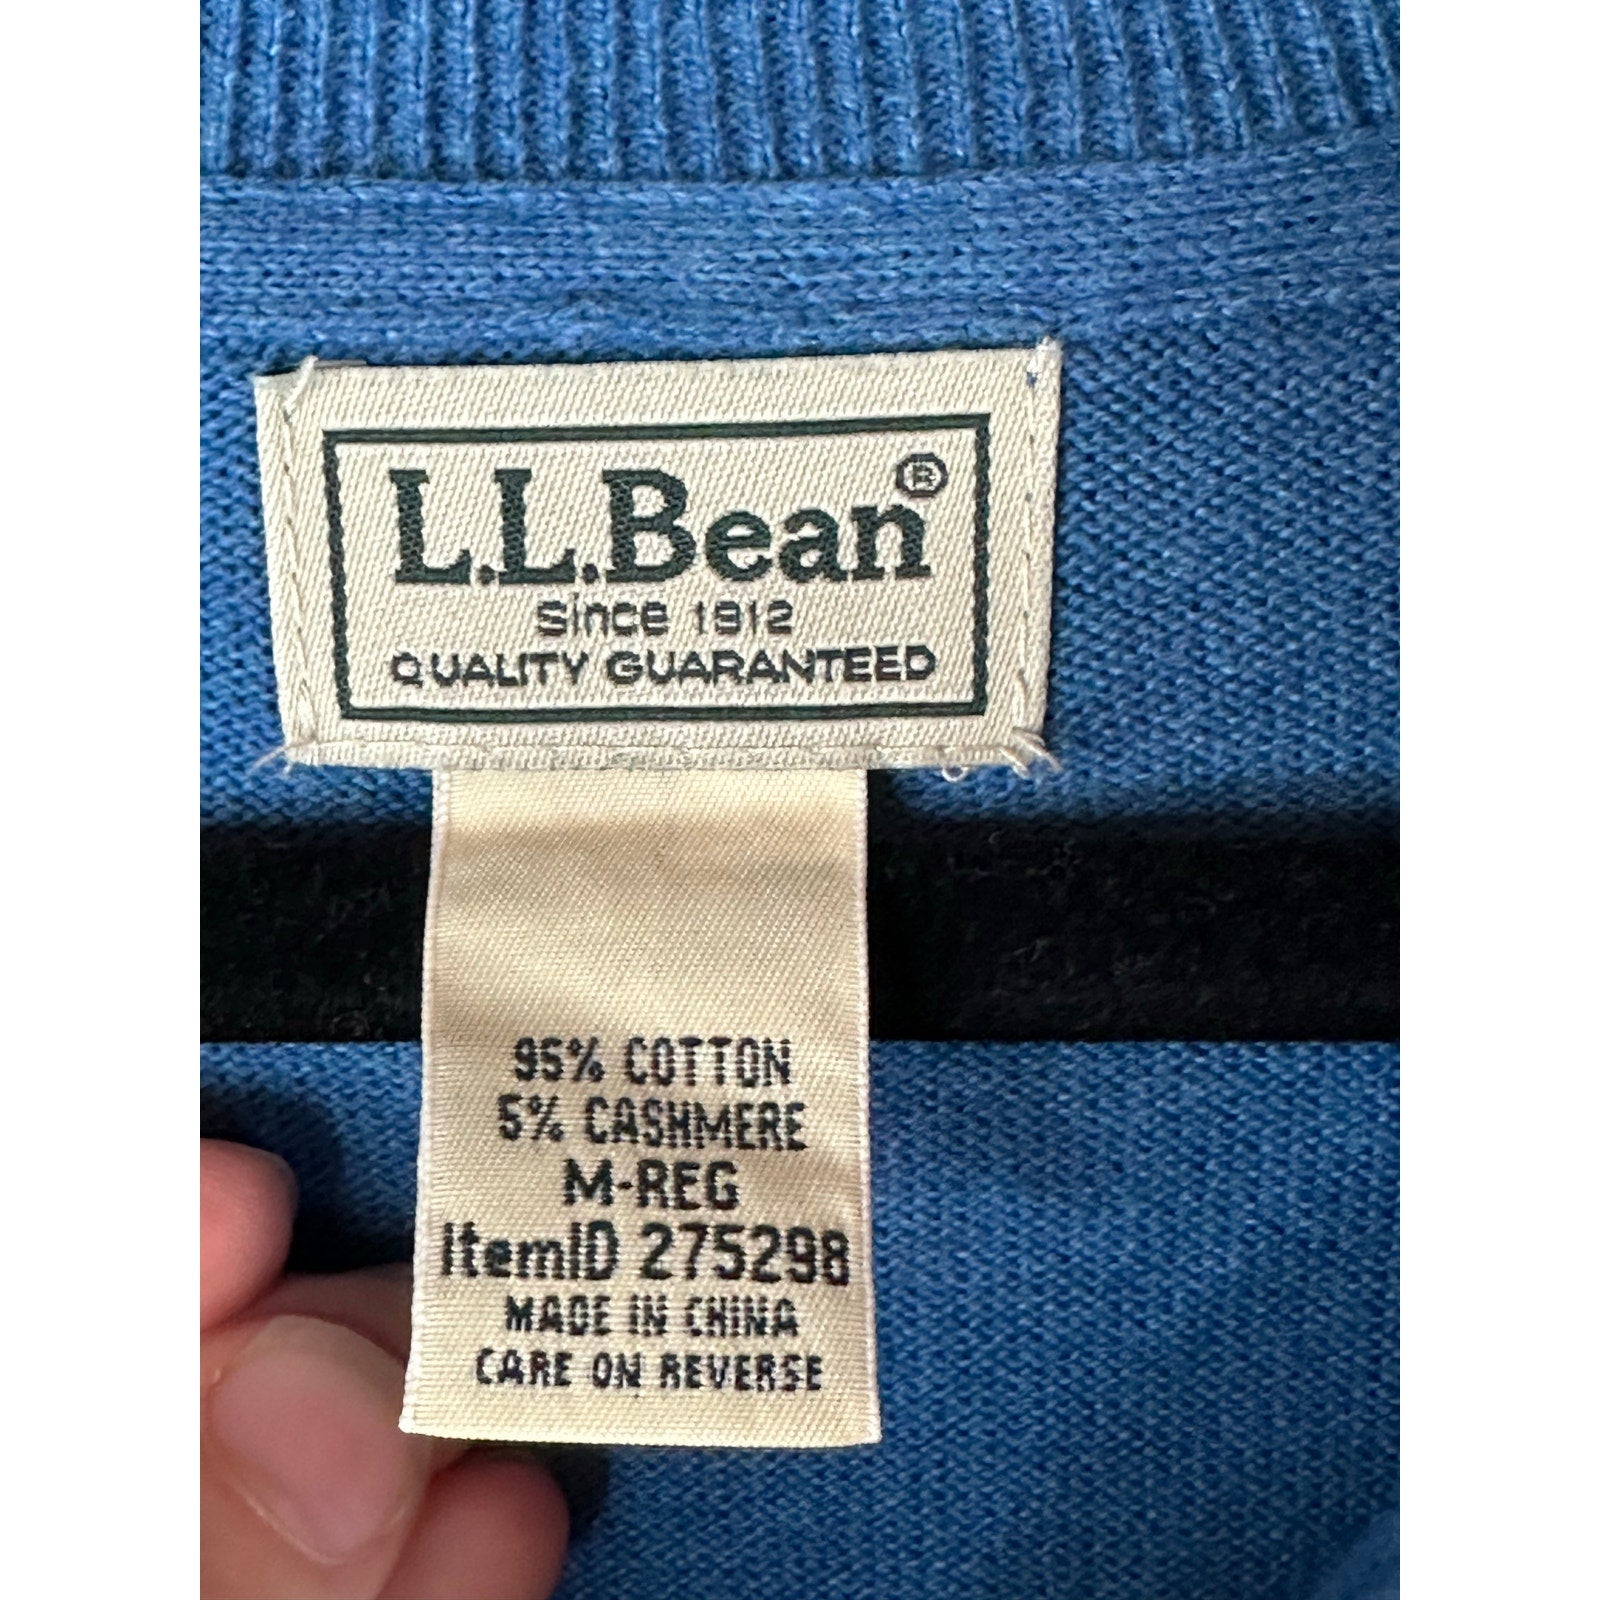 L.L.Bean®
Since 1912
QUALITY GUARANTEED
95% COTTON
5% CASHMERE
M-REG
ItemID 275298
MADE IN CHINA
CARE ON REVERSE